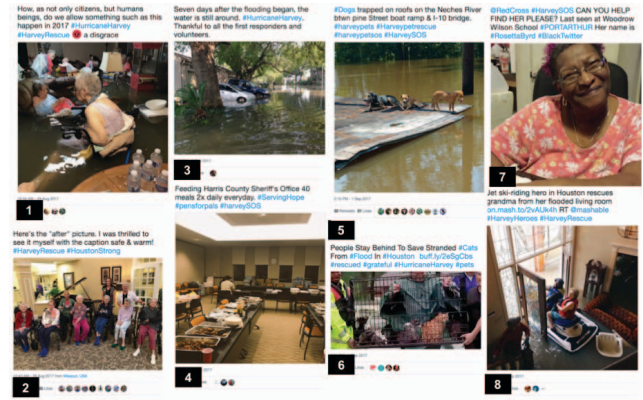 How, as not only citizens, but humans
beings, do we allow something such as this
happen in 2017 #HurricaneHarvey
#HarveyRescue a disgrace
1
Here's the "after" picture. I was thrilled to
see it myself with the caption safe & warm!
#HarveyRescue #HoustonStrong
2
Seven days after the flooding began, the
water is still around. #HurricaneHarvey,
Thankful to all the first responders and
volunteers.
3
Feeding Harris County Sheriff's Office 40
meals 2x daily everyday. #ServingHope
#pensforpals #harveySOS
4
#Dogs trapped on roofs on the Neches River
btwn pine Street boat ramp & I-10 bridge.
#harveypets #Harveypetrescue
#harveypetsos #HarveySOS
5
People Stay Behind To Save Stranded #Cats
From #Flood In #Houston buff.ly/2eSgCbs
#rescued #grateful #HurricaneHarvey #pets
6
@RedCross #HarveySOS CAN YOU HELP
FIND HER PLEASE? Last seen at Woodrow
Wilson School #PORTARTHUR Her name is
#RosettaByrd #BlackTwitter
7
Jet ski-riding hero in Houston rescues
grandma from her flooded living room
on.mash.to/2vAUk4h RT @mashable
#HarveyHeroes #HarveyRescue
8